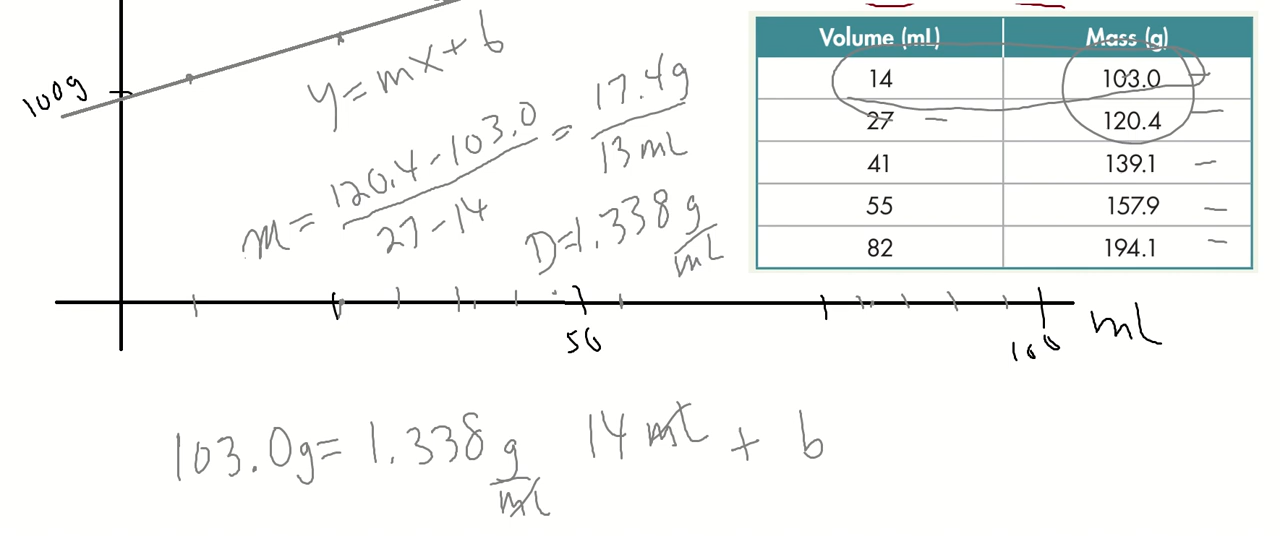 100g
y = mx + b
m = 120.4 - 103.0 / 27 - 14 = 17.4g / 13 mL
D = 1.338 g/mL
Volume (mL) Mass (g)
14 103.0
27 120.4
41 139.1
55 157.9
82 194.1
50 100 mL
103.0g = 1.338 g/mL 14 mL + b